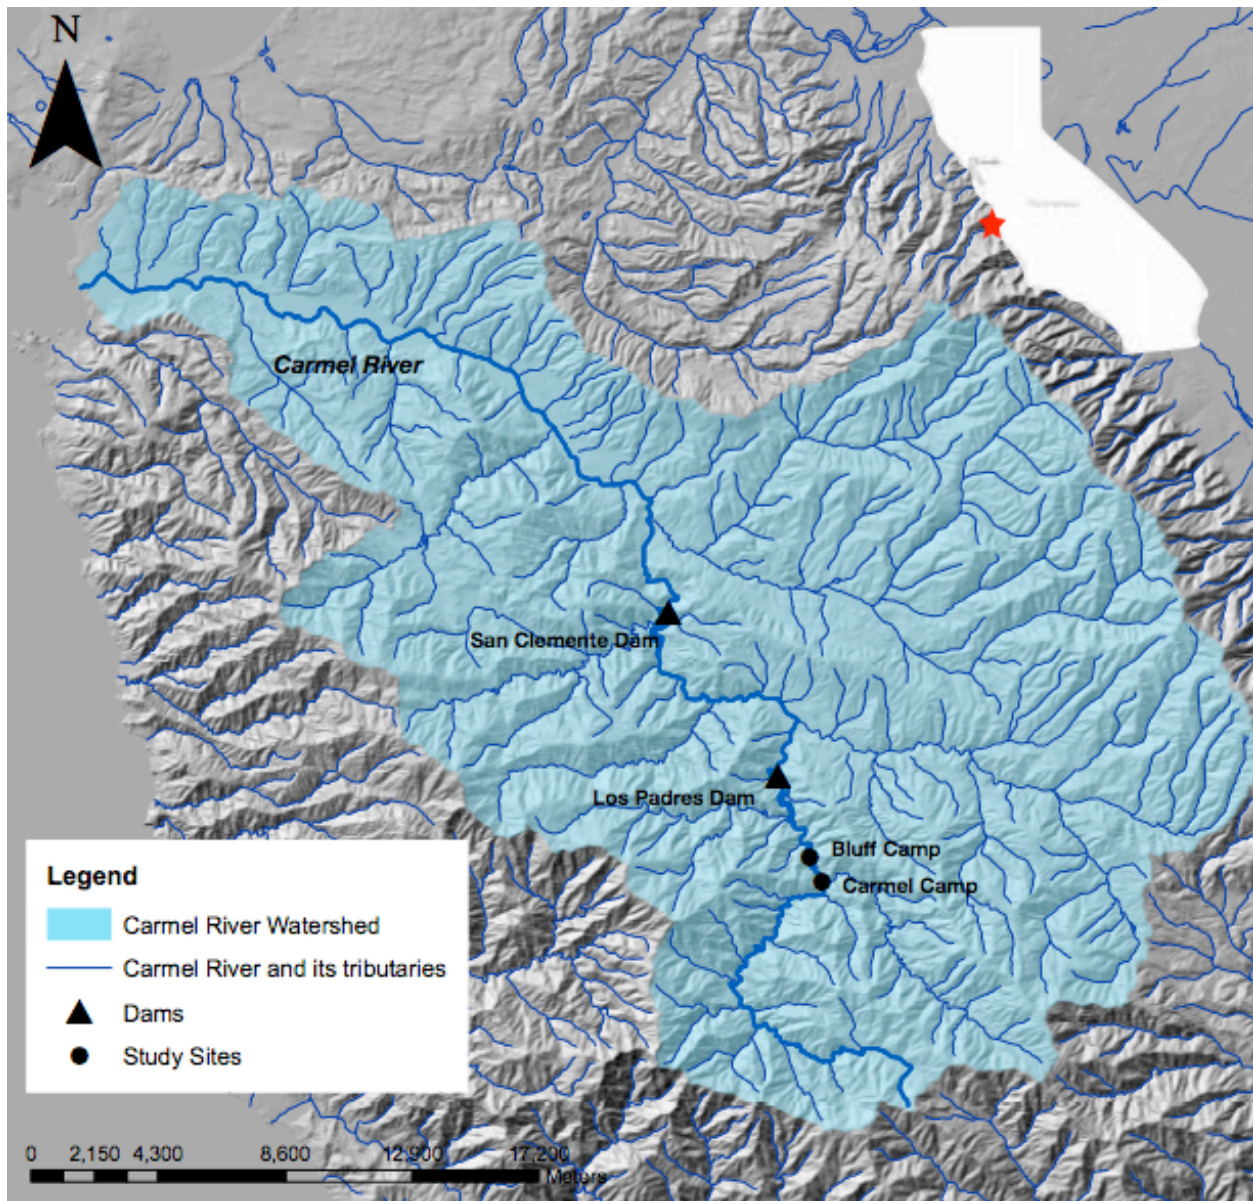 N
Carmel River
San Clemente Dam
Los Padres Dam
Bluff Camp
Carmel Camp
Legend
Carmel River Watershed
Carmel River and its tributaries
Dams
Study Sites
0 2,150 4,300 8,600 12,900 17,200
Meters